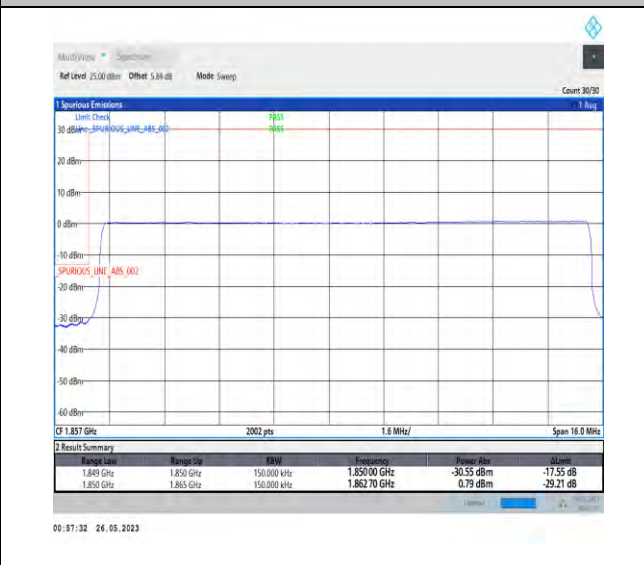 MultiView Spectrum
Ref Level 25.00 dBm Offset 5.84 dB Mode Sweep
Count 30/30
1 Spurious Emissions 1 Avg
Limit Check PASS
30 dBm Line _SPURIOUS_LINE_ABS_002 PASS
20 dBm
10 dBm
0 dBm
-10 dBm
_SPURIOUS_LINE_ABS_002
-20 dBm
-30 dBm
-40 dBm
-50 dBm
-60 dBm
CF 1.857 GHz 2002 pts 1.6 MHz/ Span 16.0 MHz
2 Result Summary
Range Low Range Up RBW Frequency Power Abs ΔLimit
1.849 GHz 1.850 GHz 150.000 kHz 1.85000 GHz -30.55 dBm -17.55 dB
1.850 GHz 1.865 GHz 150.000 kHz 1.86270 GHz 0.79 dBm -29.21 dB
00:57:32 26.05.2023